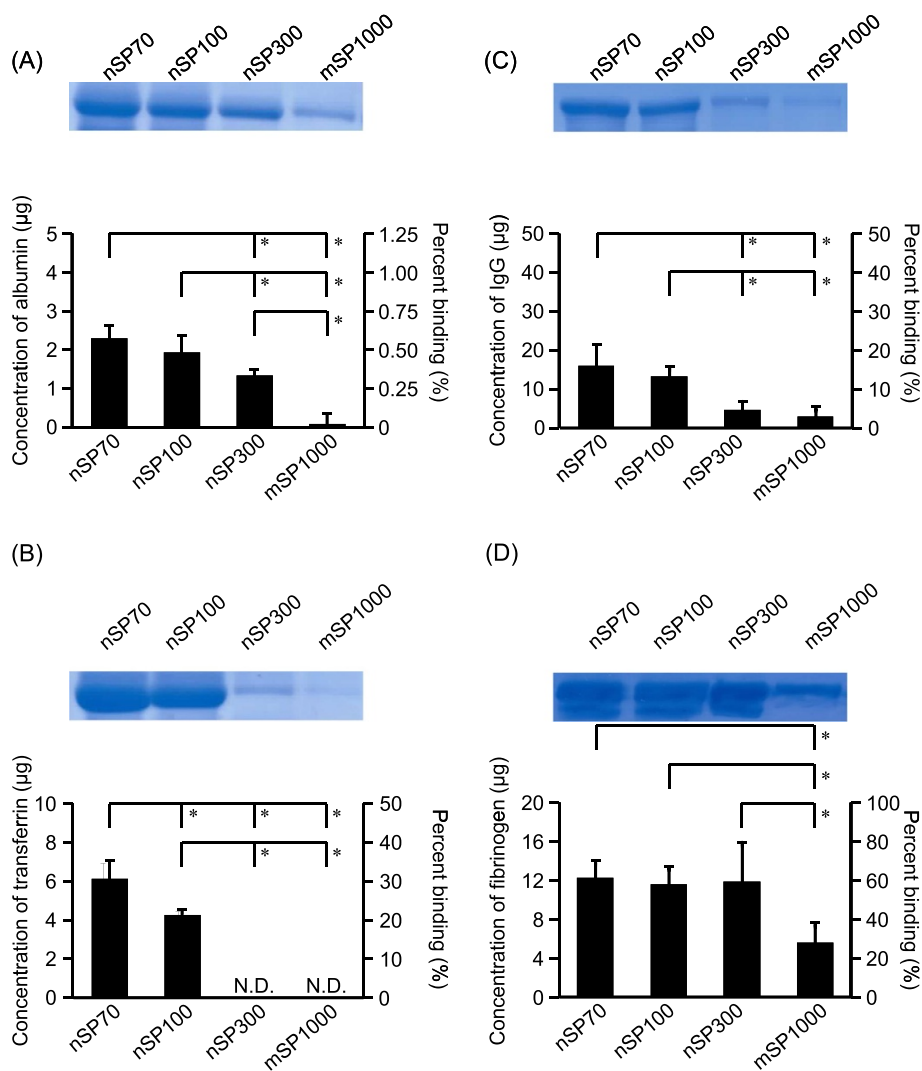 (A)
nSP70 nSP100 nSP300 mSP1000
Concentration of albumin (µg)
5
4
3
2
1
0
* *
* *
*
1.25
1.00
0.75
0.50
0.25
0
Percent binding (%)
nSP70 nSP100 nSP300 mSP1000
(C)
nSP70 nSP100 nSP300 mSP1000
Concentration of IgG (µg)
50
40
30
20
10
0
* *
* *
50
40
30
20
10
0
Percent binding (%)
nSP70 nSP100 nSP300 mSP1000
(B)
nSP70 nSP100 nSP300 mSP1000
Concentration of transferrin (µg)
10
8
6
4
2
0
* * *
* *
N.D. N.D.
50
40
30
20
10
0
Percent binding (%)
nSP70 nSP100 nSP300 mSP1000
(D)
nSP70 nSP100 nSP300 mSP1000
*
*
*
Concentration of fibrinogen (µg)
20
16
12
8
4
0
100
80
60
40
20
0
Percent binding (%)
nSP70 nSP100 nSP300 mSP1000